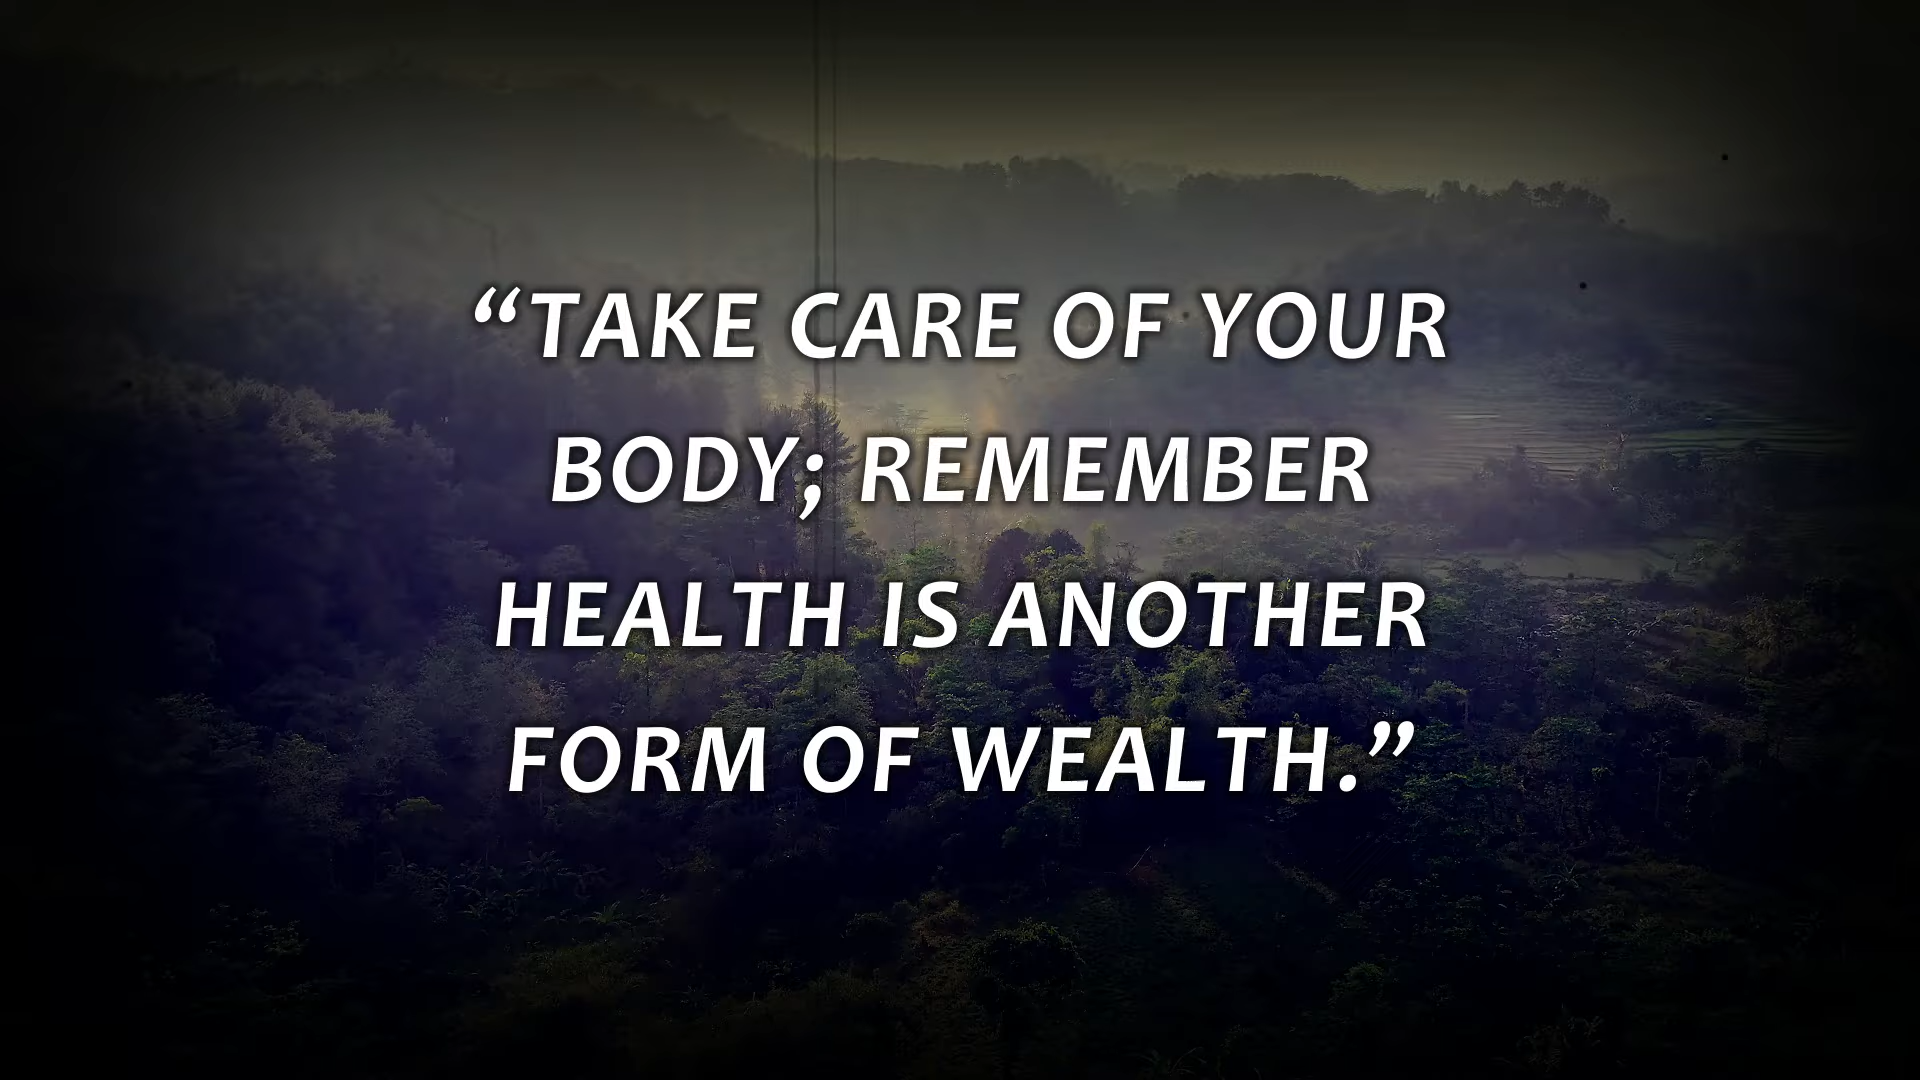 “TAKE CARE OF YOUR
BODY; REMEMBER
HEALTH IS ANOTHER
FORM OF WEALTH.”